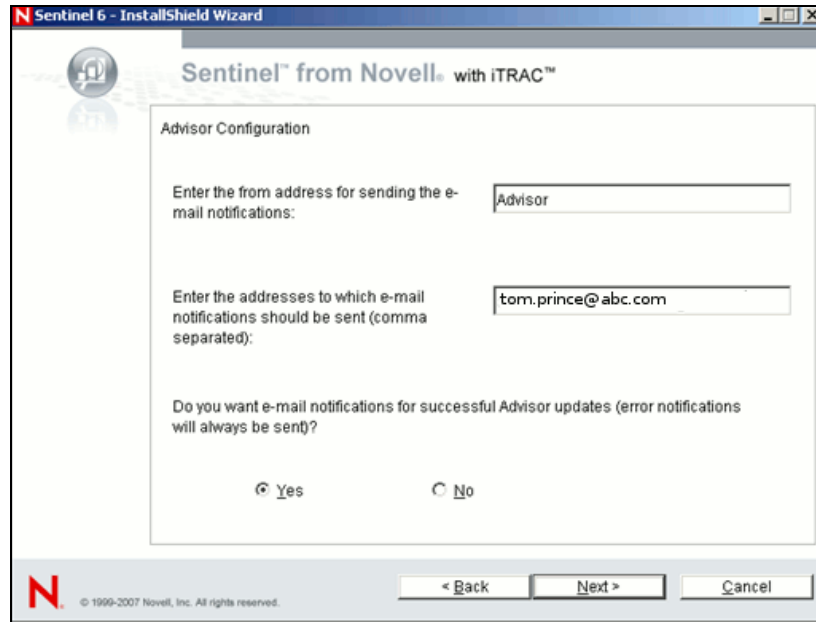 Sentinel 6 - InstallShield Wizard
Sentinel™ from Novell® with iTRAC™
Advisor Configuration
Enter the from address for sending the e-
mail notifications:
Advisor
Enter the addresses to which e-mail
notifications should be sent (comma
separated):
tom.prince@abc.com
Do you want e-mail notifications for successful Advisor updates (error notifications
will always be sent)?
Yes
No
© 1999-2007 Novell, Inc. All rights reserved.
< Back
Next >
Cancel